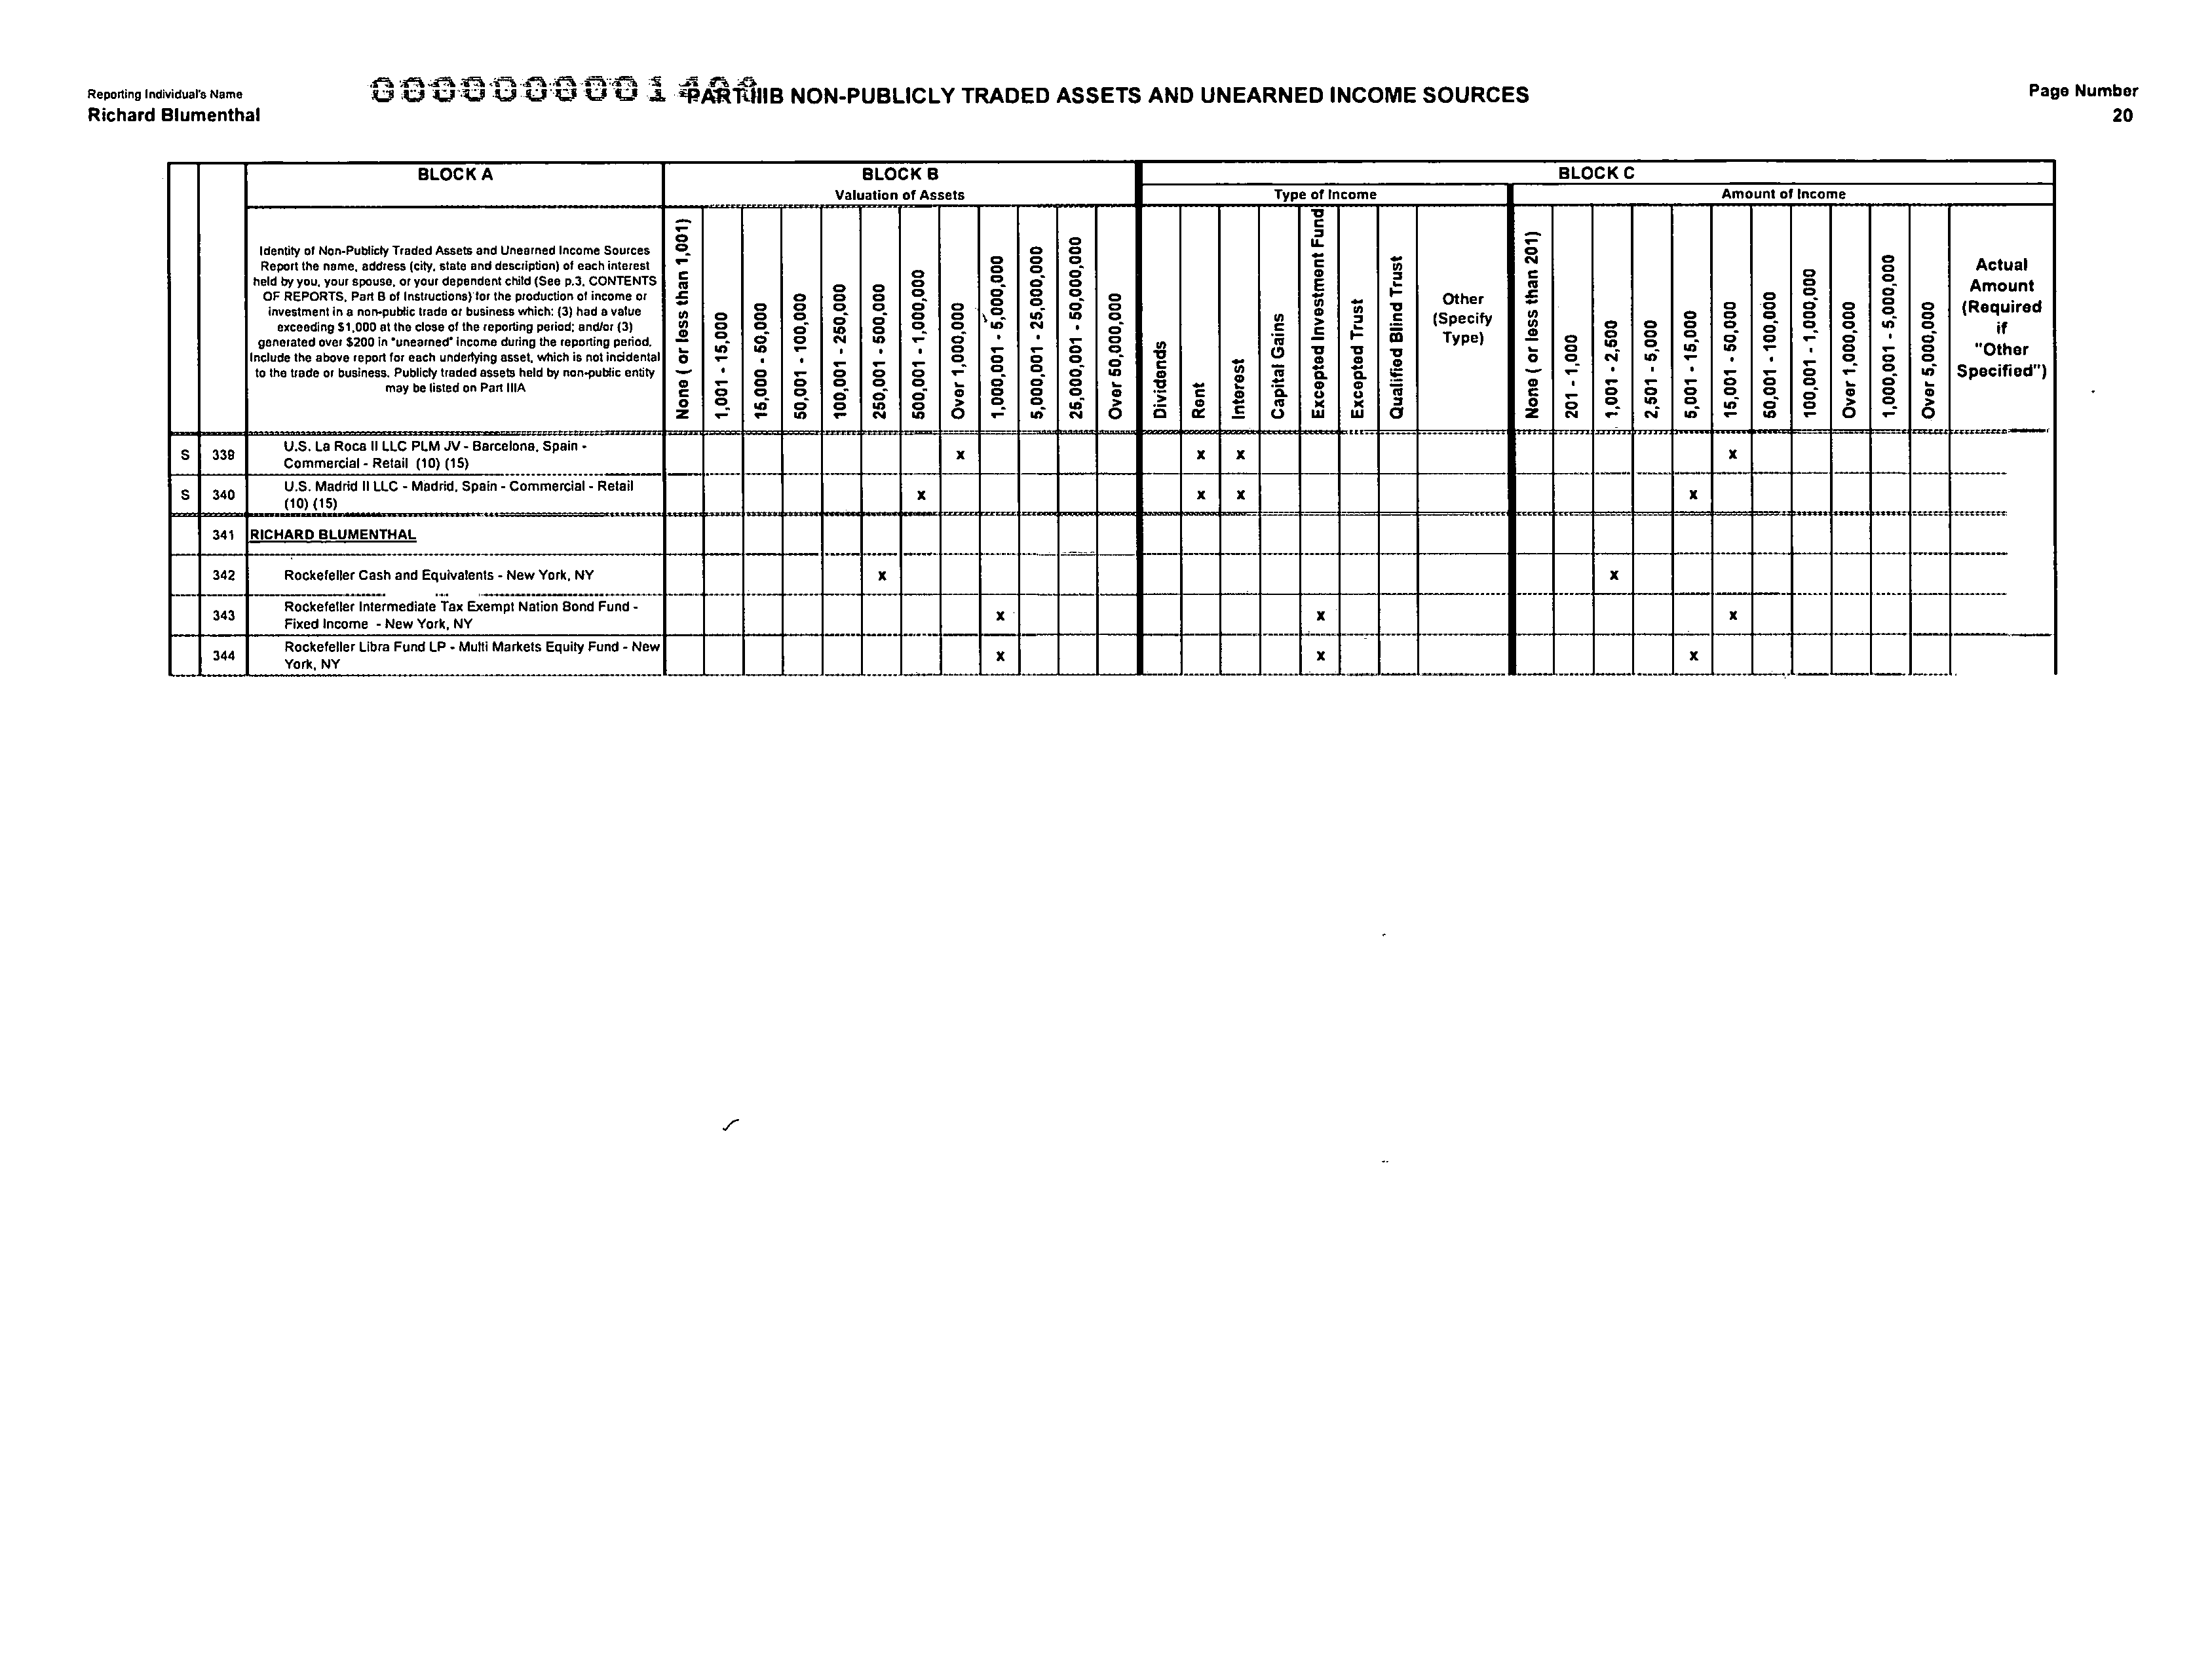 Reporting Individual's Name
Richard Blumenthal
PART IIIB NON-PUBLICLY TRADED ASSETS AND UNEARNED INCOME SOURCES
Page Number
20
BLOCK A
BLOCK B
BLOCK C
Valuation of Assets
Type of Income
Amount of Income
Identity of Non-Publicly Traded Assets and Unearned Income Sources
Report the name, address (city, state and description) of each interest
held by you, your spouse, or your dependent child (See p.3, CONTENTS
OF REPORTS, Part B of Instructions) for the production of income or
investment in a non-public trade or business which: (3) had a value
exceeding $1,000 at the close of the reporting period; and/or (3)
generated over $200 in "unearned" income during the reporting period.
Include the above report for each underlying asset, which is not incidental
to the trade or business. Publicly traded assets held by non-public entity
may be listed on Part IIIA
None ( or less than 1,001)
1,001 - 15,000
15,000 - 50,000
50,001 - 100,000
100,001 - 250,000
250,001 - 500,000
500,001 - 1,000,000
Over 1,000,000
1,000,001 - 5,000,000
5,000,001 - 25,000,000
25,000,001 - 50,000,000
Over 50,000,000
Dividends
Rent
Interest
Capital Gains
Excepted Investment Fund
Excepted Trust
Qualified Blind Trust
Other
(Specify
Type)
None ( or less than 201)
201 - 1,000
1,001 - 2,500
2,501 - 5,000
5,001 - 15,000
15,001 - 50,000
50,001 - 100,000
100,001 - 1,000,000
Over 1,000,000
1,000,001 - 5,000,000
Over 5,000,000
Actual
Amount
(Required
if
"Other
Specified")
S 339 U.S. La Roca II LLC PLM JV - Barcelona, Spain -
Commercial - Retail (10) (15) x x x x
S 340 U.S. Madrid II LLC - Madrid, Spain - Commercial - Retail
(10) (15) x x x x
341 RICHARD BLUMENTHAL
342 Rockefeller Cash and Equivalents - New York, NY x x
343 Rockefeller Intermediate Tax Exempt Nation Bond Fund -
Fixed Income - New York, NY x x x
344 Rockefeller Libra Fund LP - Multi Markets Equity Fund - New
York, NY x x x